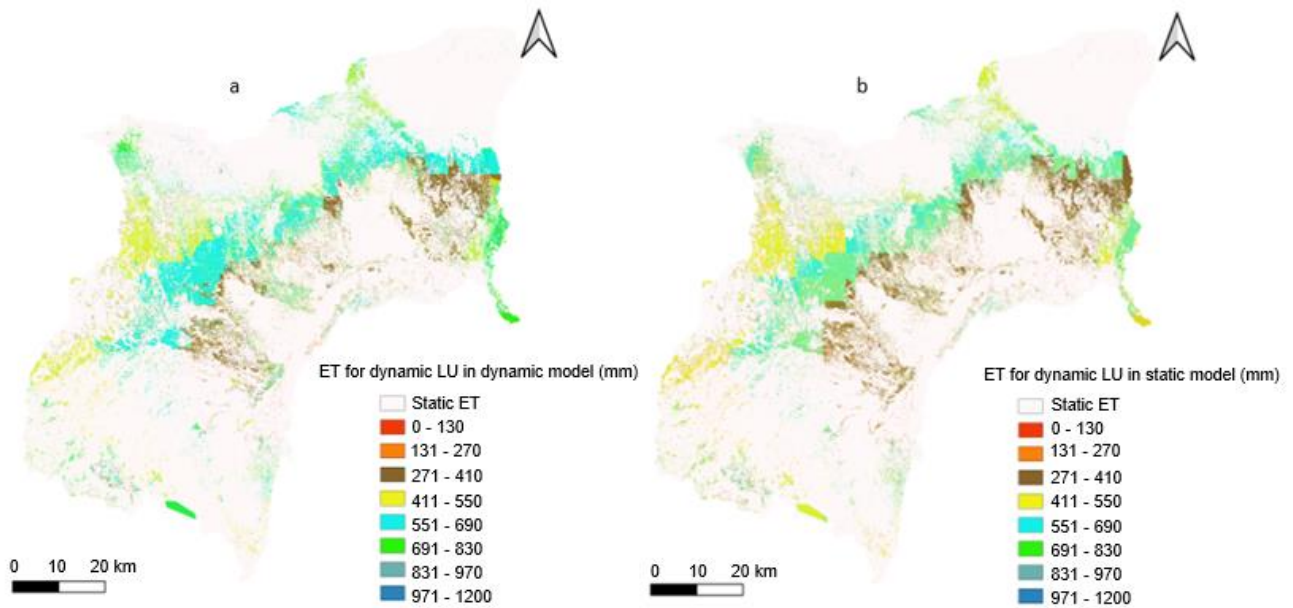 a
ET for dynamic LU in dynamic model (mm)
Static ET
0 - 130
131 - 270
271 - 410
411 - 550
551 - 690
691 - 830
831 - 970
971 - 1200
0 10 20 km
b
ET for dynamic LU in static model (mm)
Static ET
0 - 130
131 - 270
271 - 410
411 - 550
551 - 690
691 - 830
831 - 970
971 - 1200
0 10 20 km